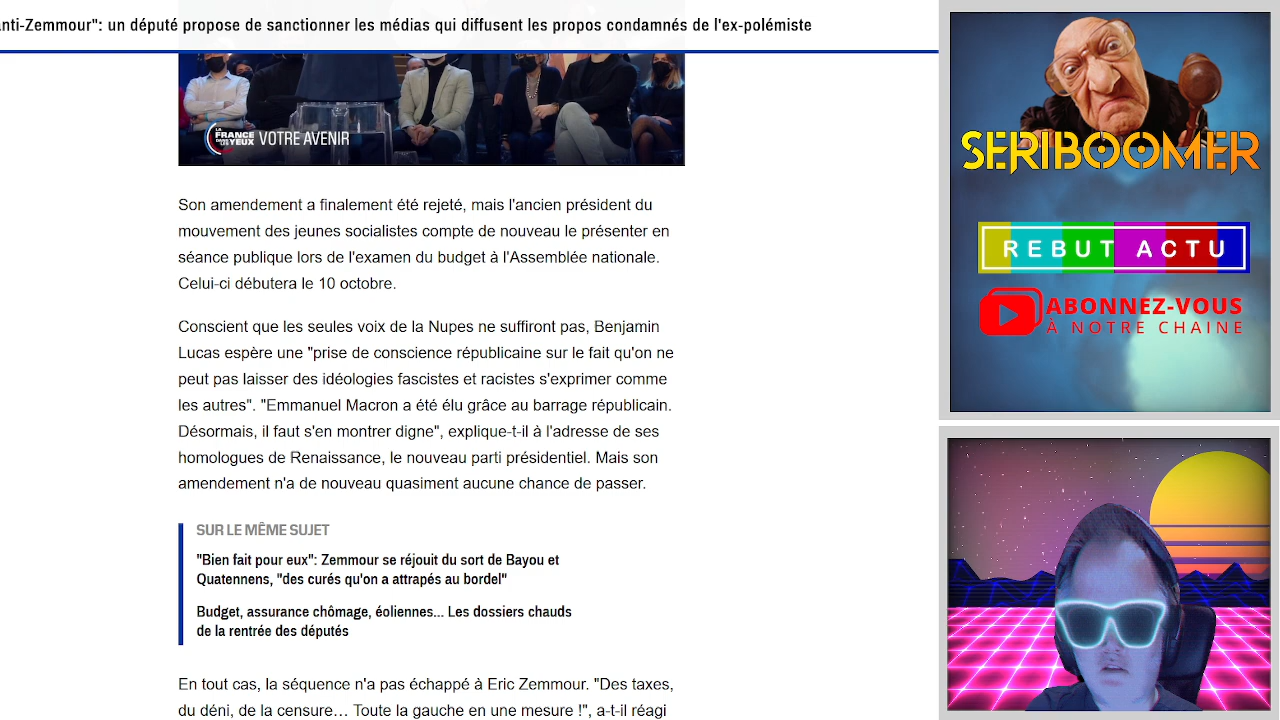 nti-Zemmour": un député propose de sanctionner les médias qui diffusent les propos condamnés de l'ex-polémiste
LA
FRANCE
DANS LES YEUX
VOTRE AVENIR
Son amendement a finalement été rejeté, mais l'ancien président du
mouvement des jeunes socialistes compte de nouveau le présenter en
séance publique lors de l'examen du budget à l'Assemblée nationale.
Celui-ci débutera le 10 octobre.
Conscient que les seules voix de la Nupes ne suffiront pas, Benjamin
Lucas espère une "prise de conscience républicaine sur le fait qu'on ne
peut pas laisser des idéologies fascistes et racistes s'exprimer comme
les autres". "Emmanuel Macron a été élu grâce au barrage républicain.
Désormais, il faut s'en montrer digne", explique-t-il à l'adresse de ses
homologues de Renaissance, le nouveau parti présidentiel. Mais son
amendement n'a de nouveau quasiment aucune chance de passer.
SUR LE MÊME SUJET
"Bien fait pour eux": Zemmour se réjouit du sort de Bayou et
Quatennens, "des curés qu'on a attrapés au bordel"
Budget, assurance chômage, éoliennes... Les dossiers chauds
de la rentrée des députés
En tout cas, la séquence n'a pas échappé à Eric Zemmour. "Des taxes,
du déni, de la censure… Toute la gauche en une mesure !", a-t-il réagi
SERIBOOMER
REBUT ACTU
ABONNEZ-VOUS
À NOTRE CHAINE